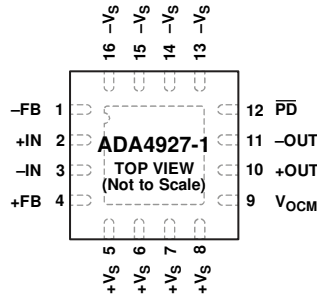 16 –VS
15 –VS
14 –VS
13 –VS
–FB 1
+IN 2
–IN 3
+FB 4
ADA4927-1
TOP VIEW
(Not to Scale)
12 PD
11 –OUT
10 +OUT
9 VOCM
+VS 5
+VS 6
+VS 7
+VS 8